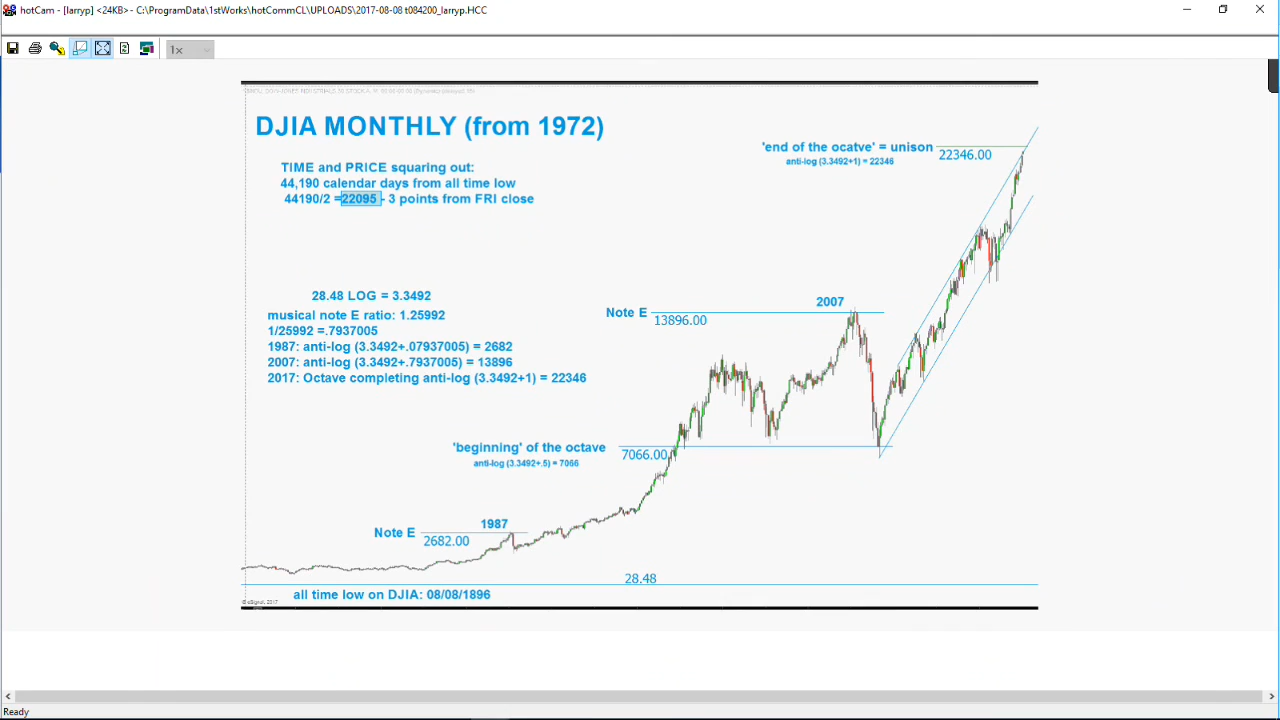 hotCam - [larryp] <24KB> - C:\ProgramData\1stWorks\hotCommCL\UPLOADS\2017-08-08 t084200_larryp.HCC
1x
DJIA MONTHLY (from 1972)
'end of the ocatve' = unison
22346.00
anti-log (3.3492+1) = 22346
TIME and PRICE squaring out:
44,190 calendar days from all time low
44190/2 =22095 - 3 points from FRI close
28.48 LOG = 3.3492
musical note E ratio: 1.25992
1/25992 =.7937005
1987: anti-log (3.3492+.07937005) = 2682
2007: anti-log (3.3492+.7937005) = 13896
2017: Octave completing anti-log (3.3492+1) = 22346
2007
Note E
13896.00
'beginning' of the octave
7066.00
anti-log (3.3492+.5) = 7066
1987
Note E
2682.00
28.48
all time low on DJIA: 08/08/1896
© eSignal, 2017
Ready